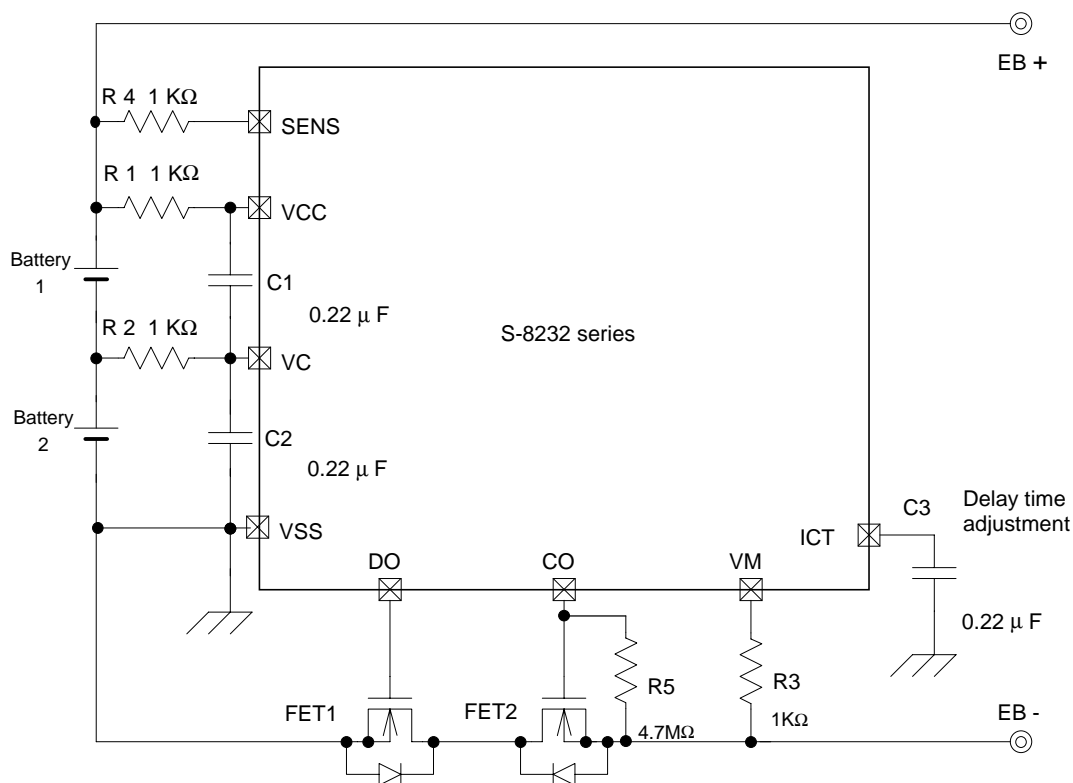 EB +
R 4 1 KΩ
SENS
R 1 1 KΩ
VCC
Battery
1
C1
0.22 μ F
R 2 1 KΩ
S-8232 series
VC
Battery
2
C2
0.22 μ F
VSS
C3
Delay time
adjustment
ICT
DO
CO
VM
0.22 μ F
R5
R3
FET1
FET2
4.7MΩ
1KΩ
EB -